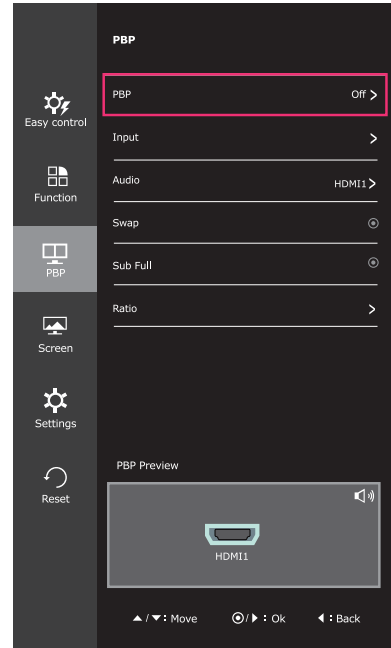 PBP
Easy control
Function
PBP
Screen
Settings
Reset
PBP Off >
Input >
Audio HDMI1 >
Swap
Sub Full
Ratio >
PBP Preview
HDMI1
▲ / ▼ : Move ◉/▶ : Ok ◀ : Back